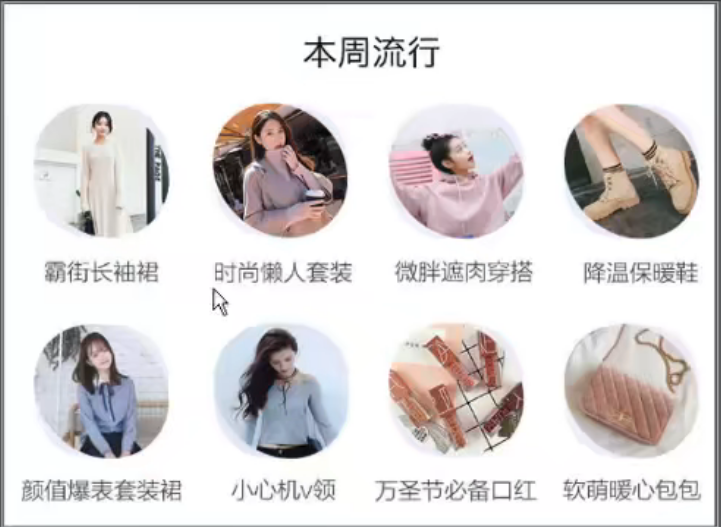 本周流行
霸街长袖裙
时尚懒人套装
微胖遮肉穿搭
降温保暖鞋
颜值爆表套装裙
小心机v领
万圣节必备口红
软萌暖心包包